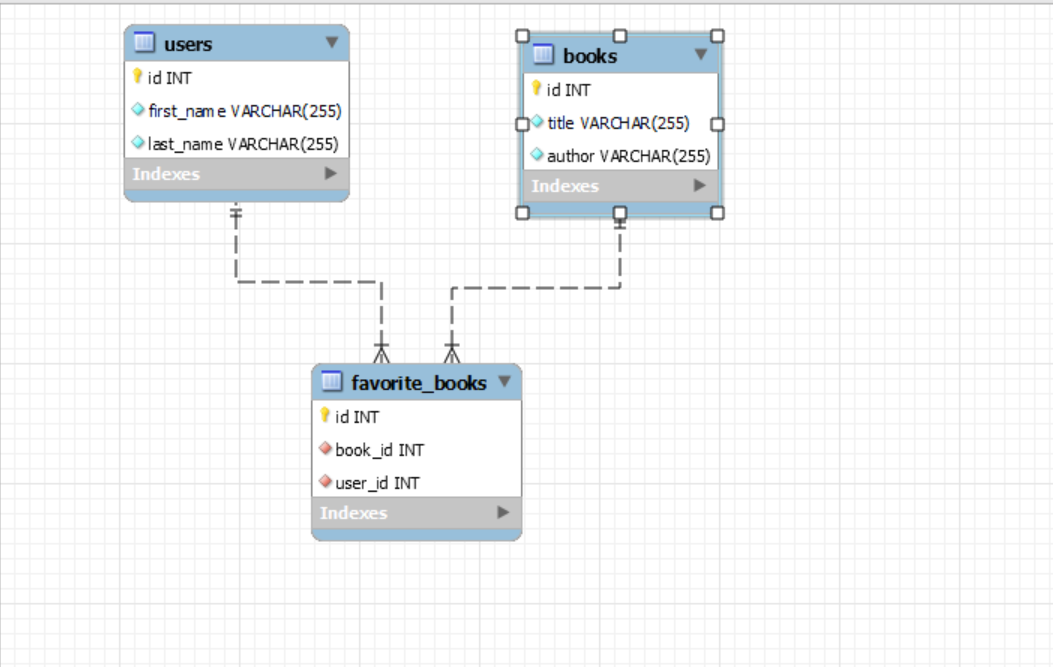 users
id INT
first_name VARCHAR(255)
last_name VARCHAR(255)
Indexes
books
id INT
title VARCHAR(255)
author VARCHAR(255)
Indexes
favorite_books
id INT
book_id INT
user_id INT
Indexes